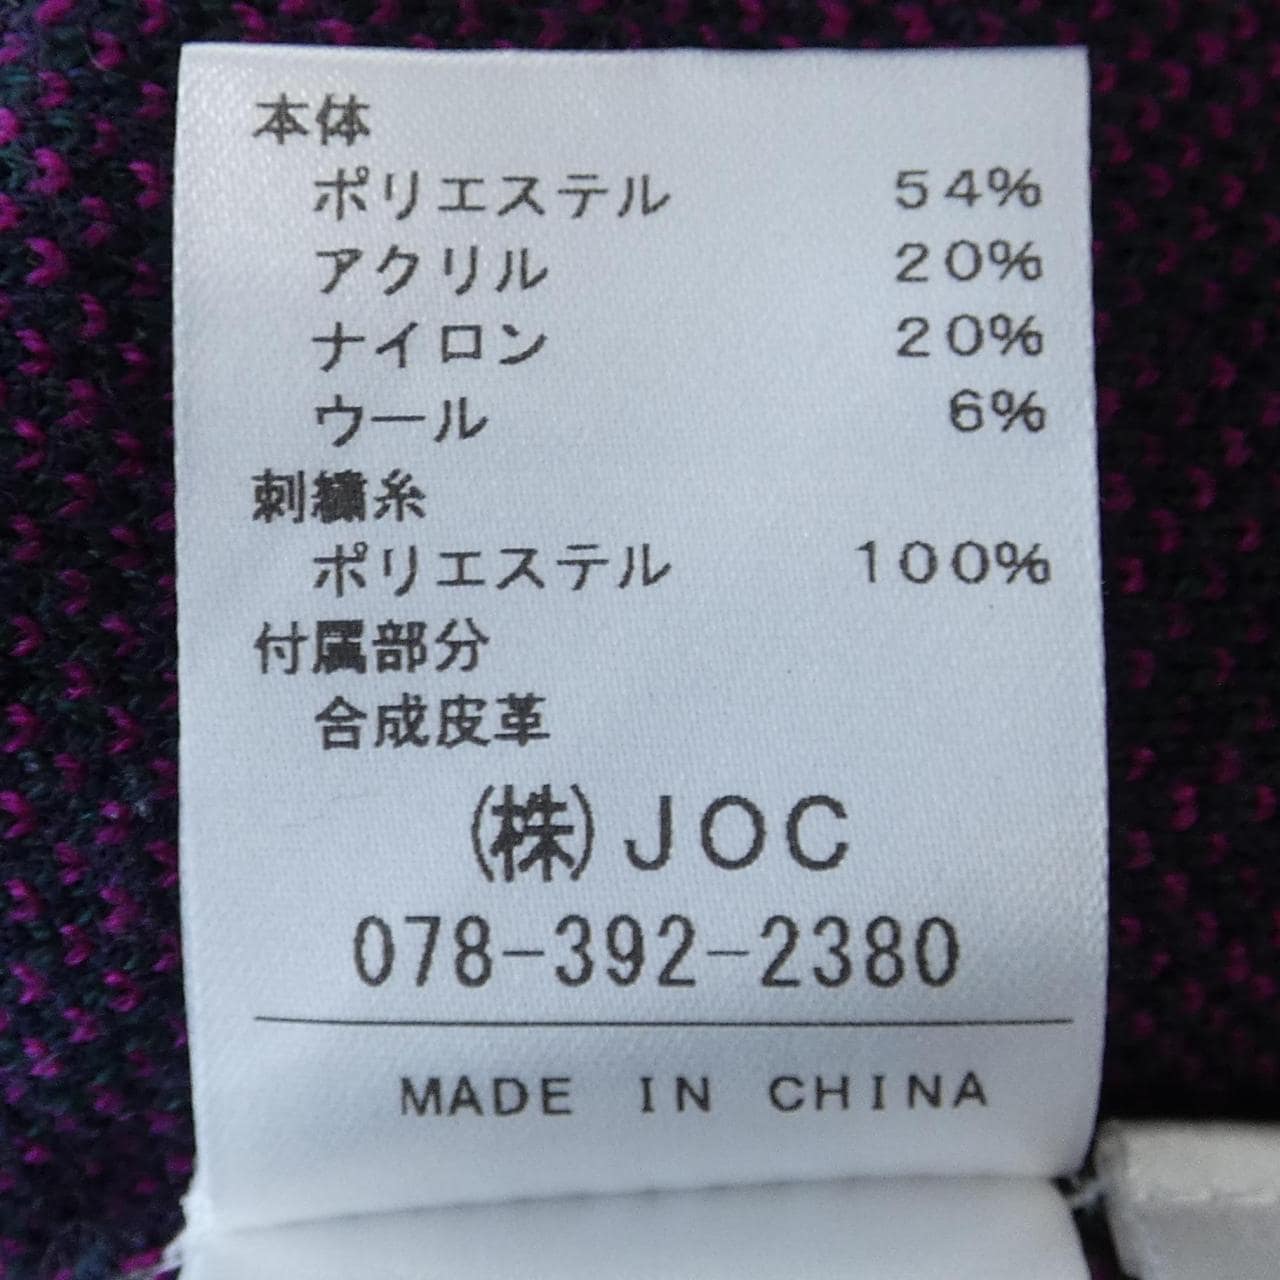 本体
ポリエステル 54%
アクリル 20%
ナイロン 20%
ウール 6%
刺繍糸
ポリエステル 100%
付属部分
合成皮革
(株)JOC
078-392-2380
MADE IN CHINA